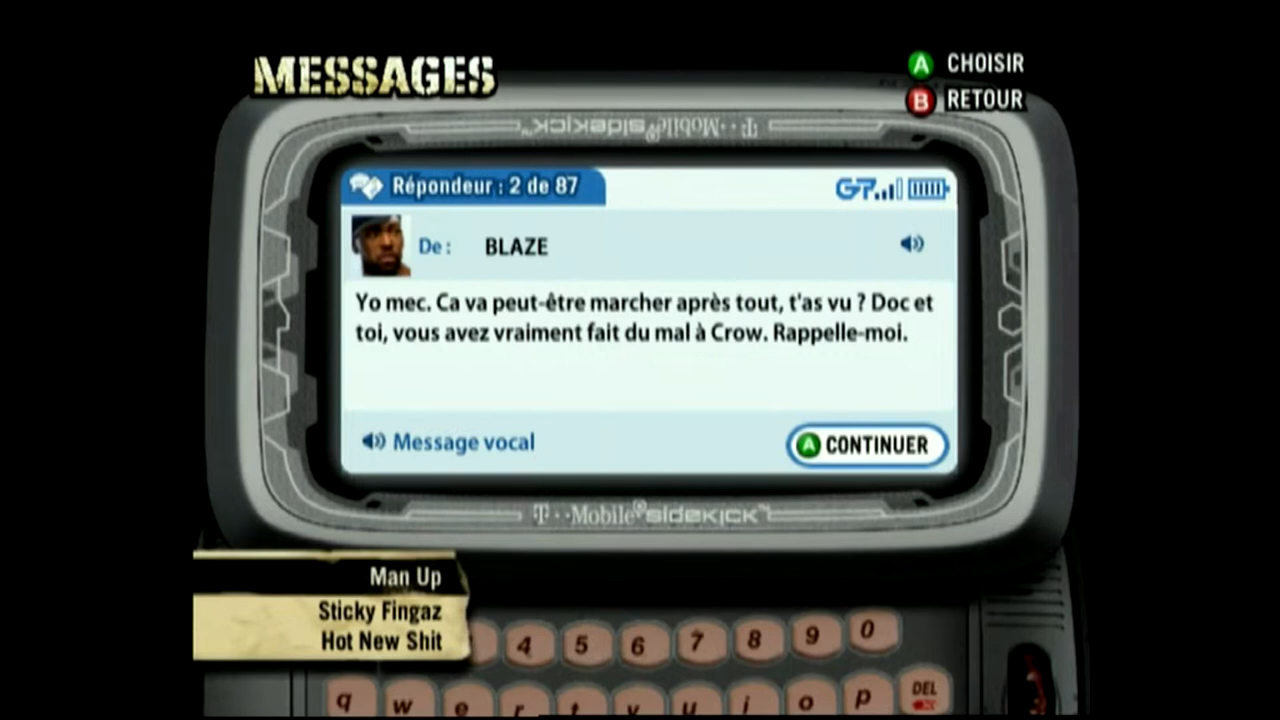 MESSAGES
A CHOISIR
B RETOUR
T··Mobile® sidekick™
Répondeur : 2 de 87
De : BLAZE
Yo mec. Ca va peut-être marcher après tout, t'as vu ? Doc et
toi, vous avez vraiment fait du mal à Crow. Rappelle-moi.
Message vocal
A CONTINUER
T··Mobile® sidekick™
Man Up
Sticky Fingaz
Hot New Shit
4 5 6 7 8 9 0
q w e r t y u i o p DEL